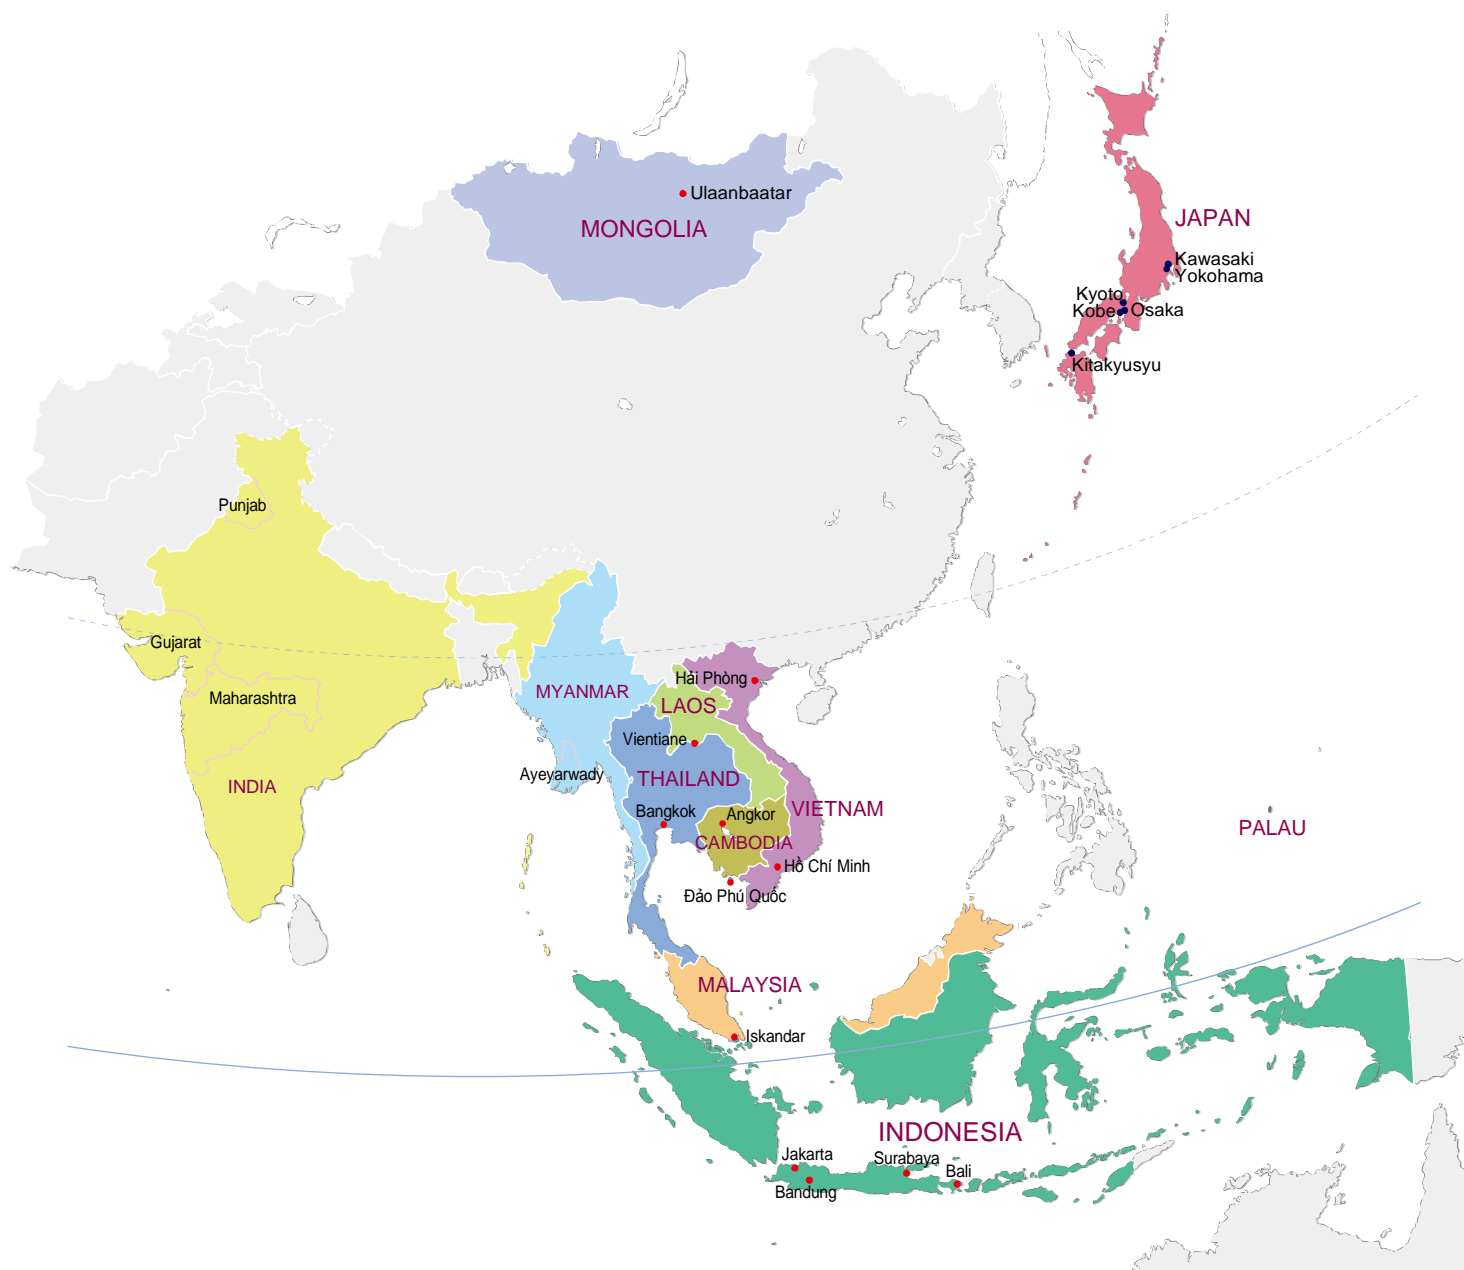 Ulaanbaatar
MONGOLIA
JAPAN
Kawasaki
Yokohama
Kyoto
Kobe
Osaka
Kitakyusyu
Punjab
Gujarat
Maharashtra
INDIA
MYANMAR
Ayeyarwady
Hải Phòng
LAOS
Vientiane
THAILAND
Bangkok
Angkor
CAMBODIA
VIETNAM
Hồ Chí Minh
Đảo Phú Quốc
PALAU
MALAYSIA
Iskandar
INDONESIA
Jakarta
Bandung
Surabaya
Bali